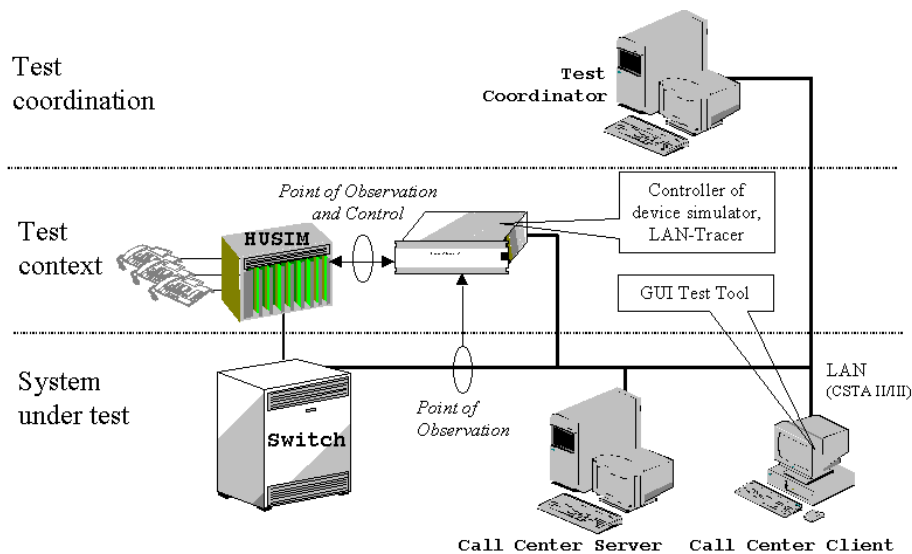 Test
coordination
Test
Coordinator
Point of Observation
and Control
Controller of
device simulator,
LAN-Tracer
Test
context
HUSIM
GUI Test Tool
System
under test
Switch
Point of
Observation
LAN
(CSTA II/III)
Call Center Server
Call Center Client